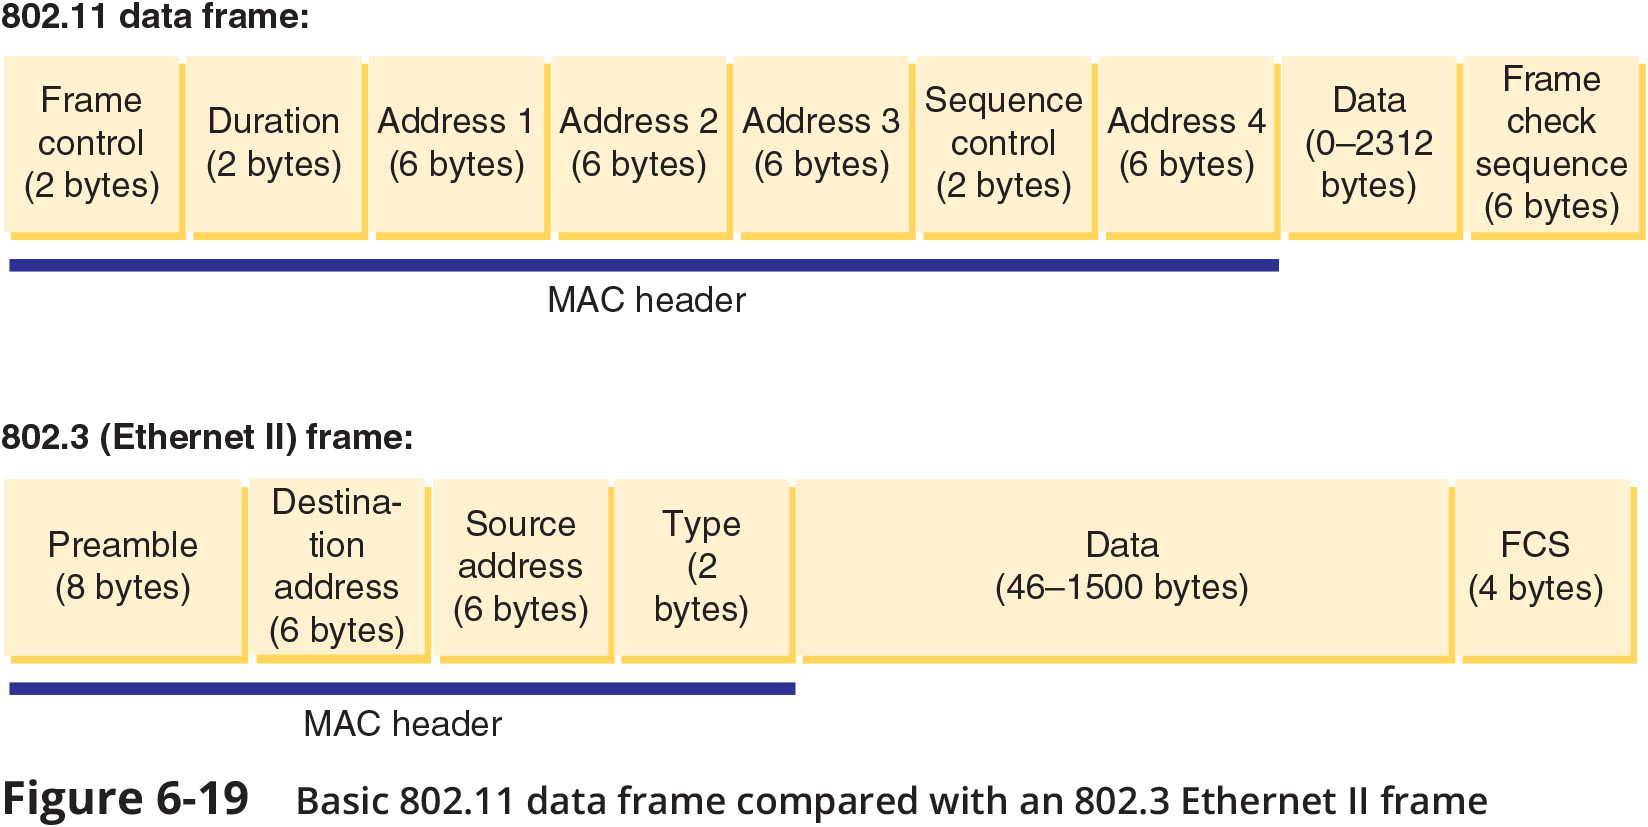 802.11 data frame:
Frame
control
(2 bytes)
Duration
(2 bytes)
Address 1
(6 bytes)
Address 2
(6 bytes)
Address 3
(6 bytes)
Sequence
control
(2 bytes)
Address 4
(6 bytes)
Data
(0–2312
bytes)
Frame
check
sequence
(6 bytes)
MAC header
802.3 (Ethernet II) frame:
Preamble
(8 bytes)
Destina-
tion
address
(6 bytes)
Source
address
(6 bytes)
Type
(2
bytes)
Data
(46–1500 bytes)
FCS
(4 bytes)
MAC header
Figure 6-19 Basic 802.11 data frame compared with an 802.3 Ethernet II frame